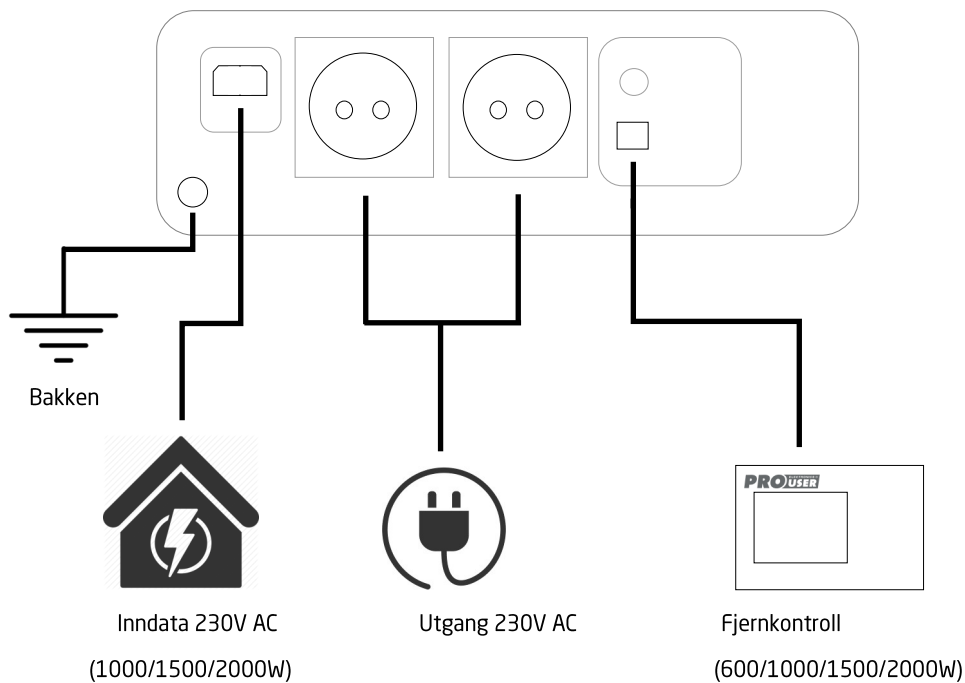 Bakken
PRO USER
Inndata 230V AC
(1000/1500/2000W)
Utgang 230V AC
Fjernkontroll
(600/1000/1500/2000W)